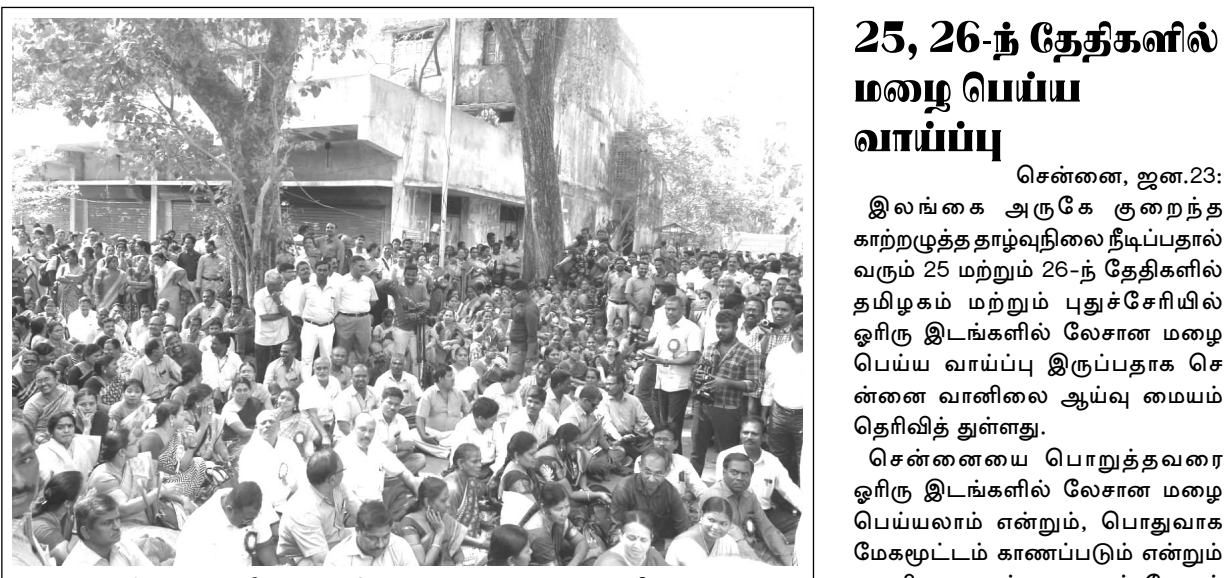 25, 26-ந் தேதிகளில்
மழை பெய்ய
வாய்ப்பு
சென்னை, ஜன.23:
இலங்கை அருகே குறைந்த
காற்றழுத்த தாழ்வுநிலை நீடிப்பதால்
வரும் 25 மற்றும் 26-ந் தேதிகளில்
தமிழகம் மற்றும் புதுச்சேரியில்
ஓரிரு இடங்களில் லேசான மழை
பெய்ய வாய்ப்பு இருப்பதாக செ
ன்னை வானிலை ஆய்வு மையம்
தெரிவித் துள்ளது.
சென்னையை பொறுத்தவரை
ஓரிரு இடங்களில் லேசான மழை
பெய்யலாம் என்றும், பொதுவாக
மேகமூட்டம் காணப்படும் என்றும்